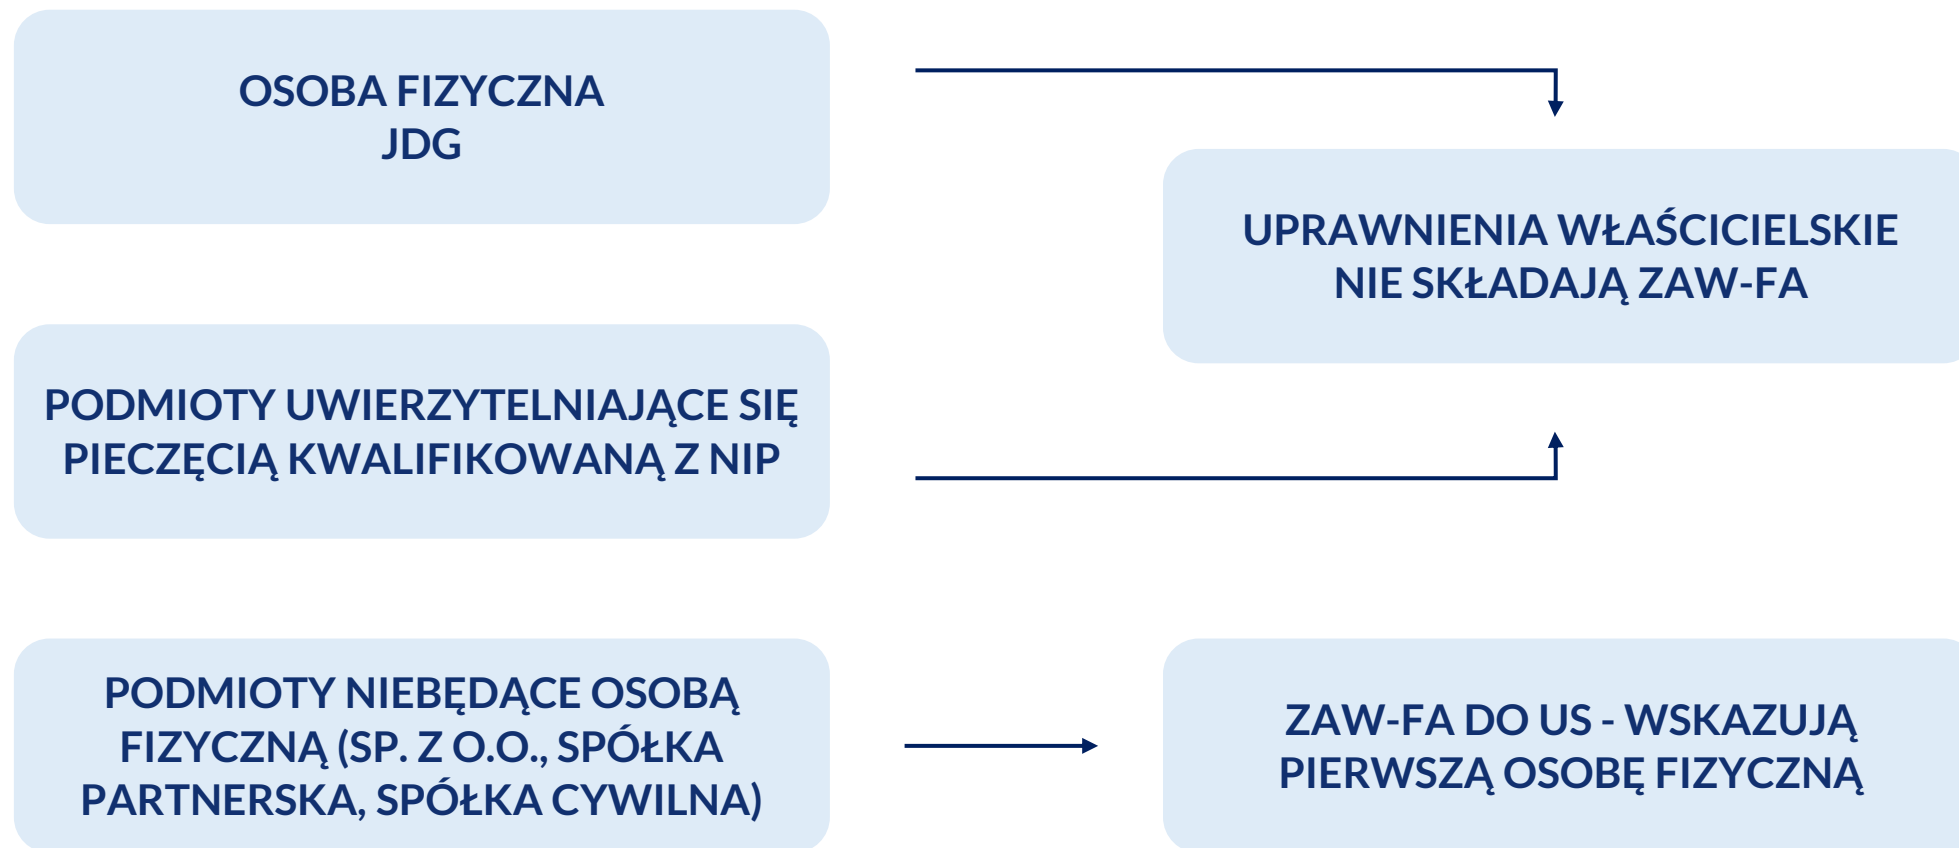 OSOBA FIZYCZNA
JDG
UPRAWNIENIA WŁAŚCICIELSKIE
NIE SKŁADAJĄ ZAW-FA
PODMIOTY UWIERZYTELNIAJĄCE SIĘ
PIECZĘCIĄ KWALIFIKOWANĄ Z NIP
PODMIOTY NIEBĘDĄCE OSOBĄ
FIZYCZNĄ (SP. Z O.O., SPÓŁKA
PARTNERSKA, SPÓŁKA CYWILNA)
ZAW-FA DO US - WSKAZUJĄ
PIERWSZĄ OSOBĘ FIZYCZNĄ